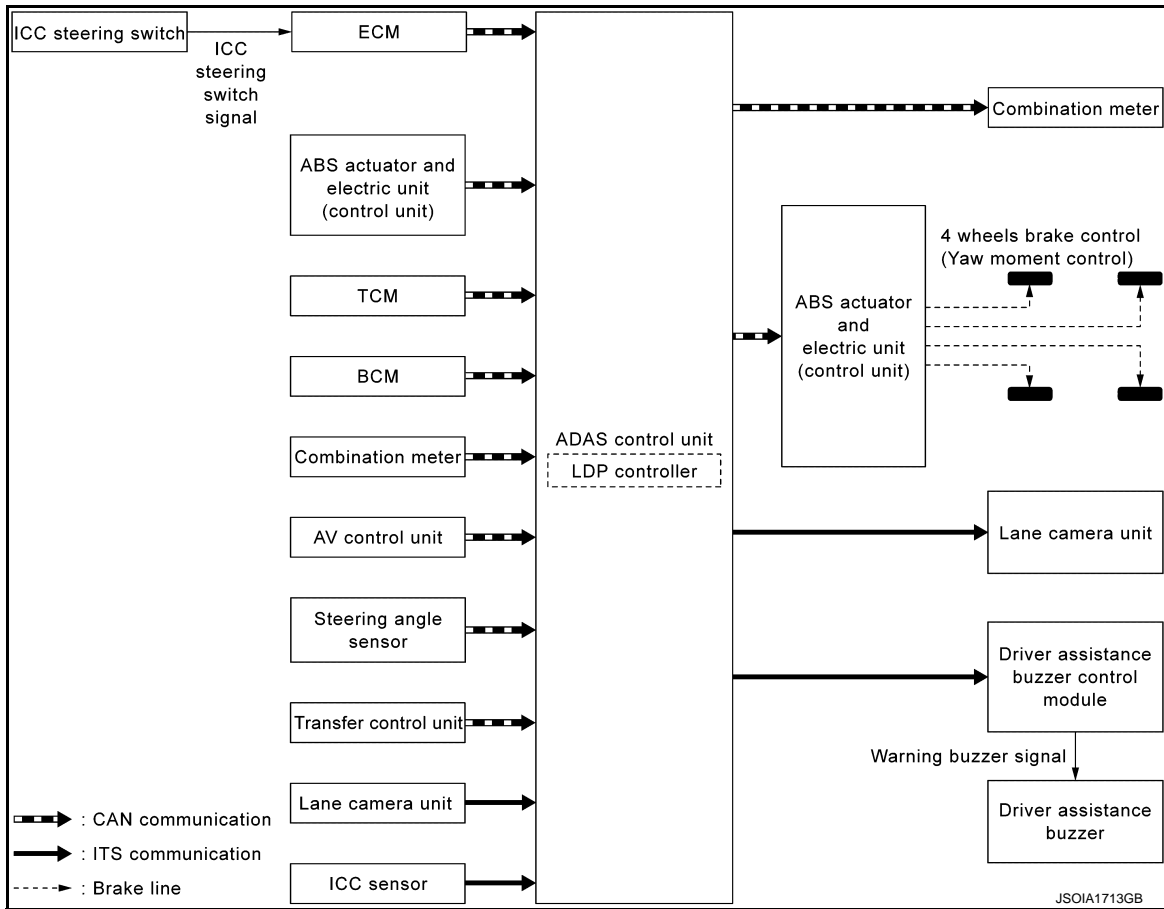 ICC steering switch
ICC
steering
switch
signal
ECM
ABS actuator and
electric unit
(control unit)
TCM
BCM
Combination meter
AV control unit
Steering angle
sensor
Transfer control unit
Lane camera unit
ICC sensor
: CAN communication
: ITS communication
: Brake line
ADAS control unit
LDP controller
Combination meter
ABS actuator
and
electric unit
(control unit)
4 wheels brake control
(Yaw moment control)
Lane camera unit
Driver assistance
buzzer control
module
Warning buzzer signal
Driver assistance
buzzer
JSOIA1713GB